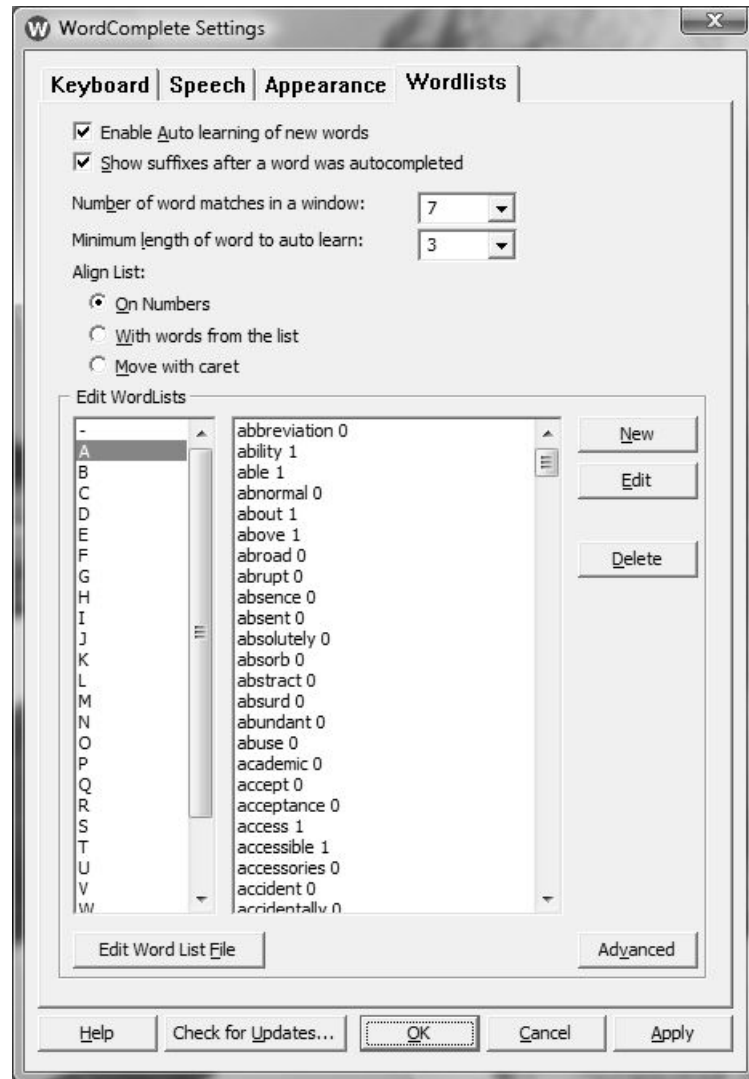 WordComplete Settings
Keyboard Speech Appearance Wordlists
Enable Auto learning of new words
Show suffixes after a word was autocompleted
Number of word matches in a window: 7
Minimum length of word to auto learn: 3
Align List:
On Numbers
With words from the list
Move with caret
Edit WordLists
-
A
B
C
D
E
F
G
H
I
J
K
L
M
N
O
P
Q
R
S
T
U
V
W
abbreviation 0
ability 1
able 1
abnormal 0
about 1
above 1
abroad 0
abrupt 0
absence 0
absent 0
absolutely 0
absorb 0
abstract 0
absurd 0
abundant 0
abuse 0
academic 0
accept 0
acceptance 0
access 1
accessible 1
accessories 0
accident 0
accidentally 0
New
Edit
Delete
Edit Word List File
Advanced
Help Check for Updates... OK Cancel Apply